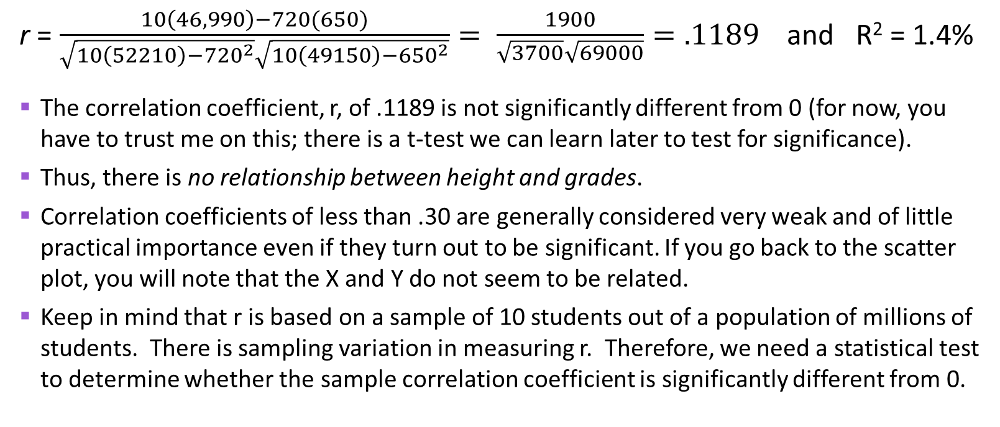 r = \frac{10(46,990)−720(650)}{\sqrt{10(52210)−720²}\sqrt{10(49150)−650²}} = \frac{1900}{\sqrt{3700}\sqrt{69000}} = .1189 and R² = 1.4%
▪ The correlation coefficient, r, of .1189 is not significantly different from 0 (for now, you
have to trust me on this; there is a t-test we can learn later to test for significance).
▪ Thus, there is no relationship between height and grades.
▪ Correlation coefficients of less than .30 are generally considered very weak and of little
practical importance even if they turn out to be significant. If you go back to the scatter
plot, you will note that the X and Y do not seem to be related.
▪ Keep in mind that r is based on a sample of 10 students out of a population of millions of
students.  There is sampling variation in measuring r.  Therefore, we need a statistical test
to determine whether the sample correlation coefficient is significantly different from 0.